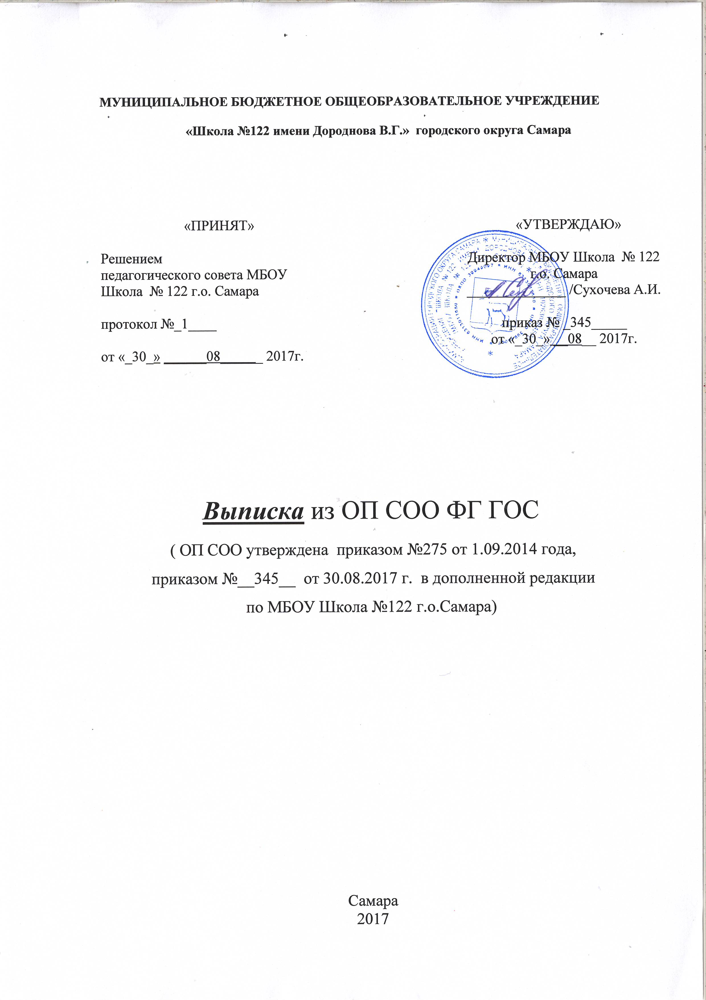 МУНИЦИПАЛЬНОЕ БЮДЖЕТНОЕ ОБЩЕОБРАЗОВАТЕЛЬНОЕ УЧРЕЖДЕНИЕ
«Школа №122 имени Дороднова В.Г.» городского округа Самара
«ПРИНЯТ»
Решением
педагогического совета МБОУ
Школа № 122 г.о. Самара
протокол №_1____
от «_30_» ______08______ 2017г.
«УТВЕРЖДАЮ»
Директор МБОУ Школа № 122
г.о. Самара
______________/Сухочева А.И.
приказ № _345_____
от «_30_»___08__ 2017г.
Выписка из ОП СОО ФГ ГОС
( ОП СОО утверждена приказом №275 от 1.09.2014 года,
приказом №__345__ от 30.08.2017 г. в дополненной редакции
по МБОУ Школа №122 г.о.Самара)
Самара
2017